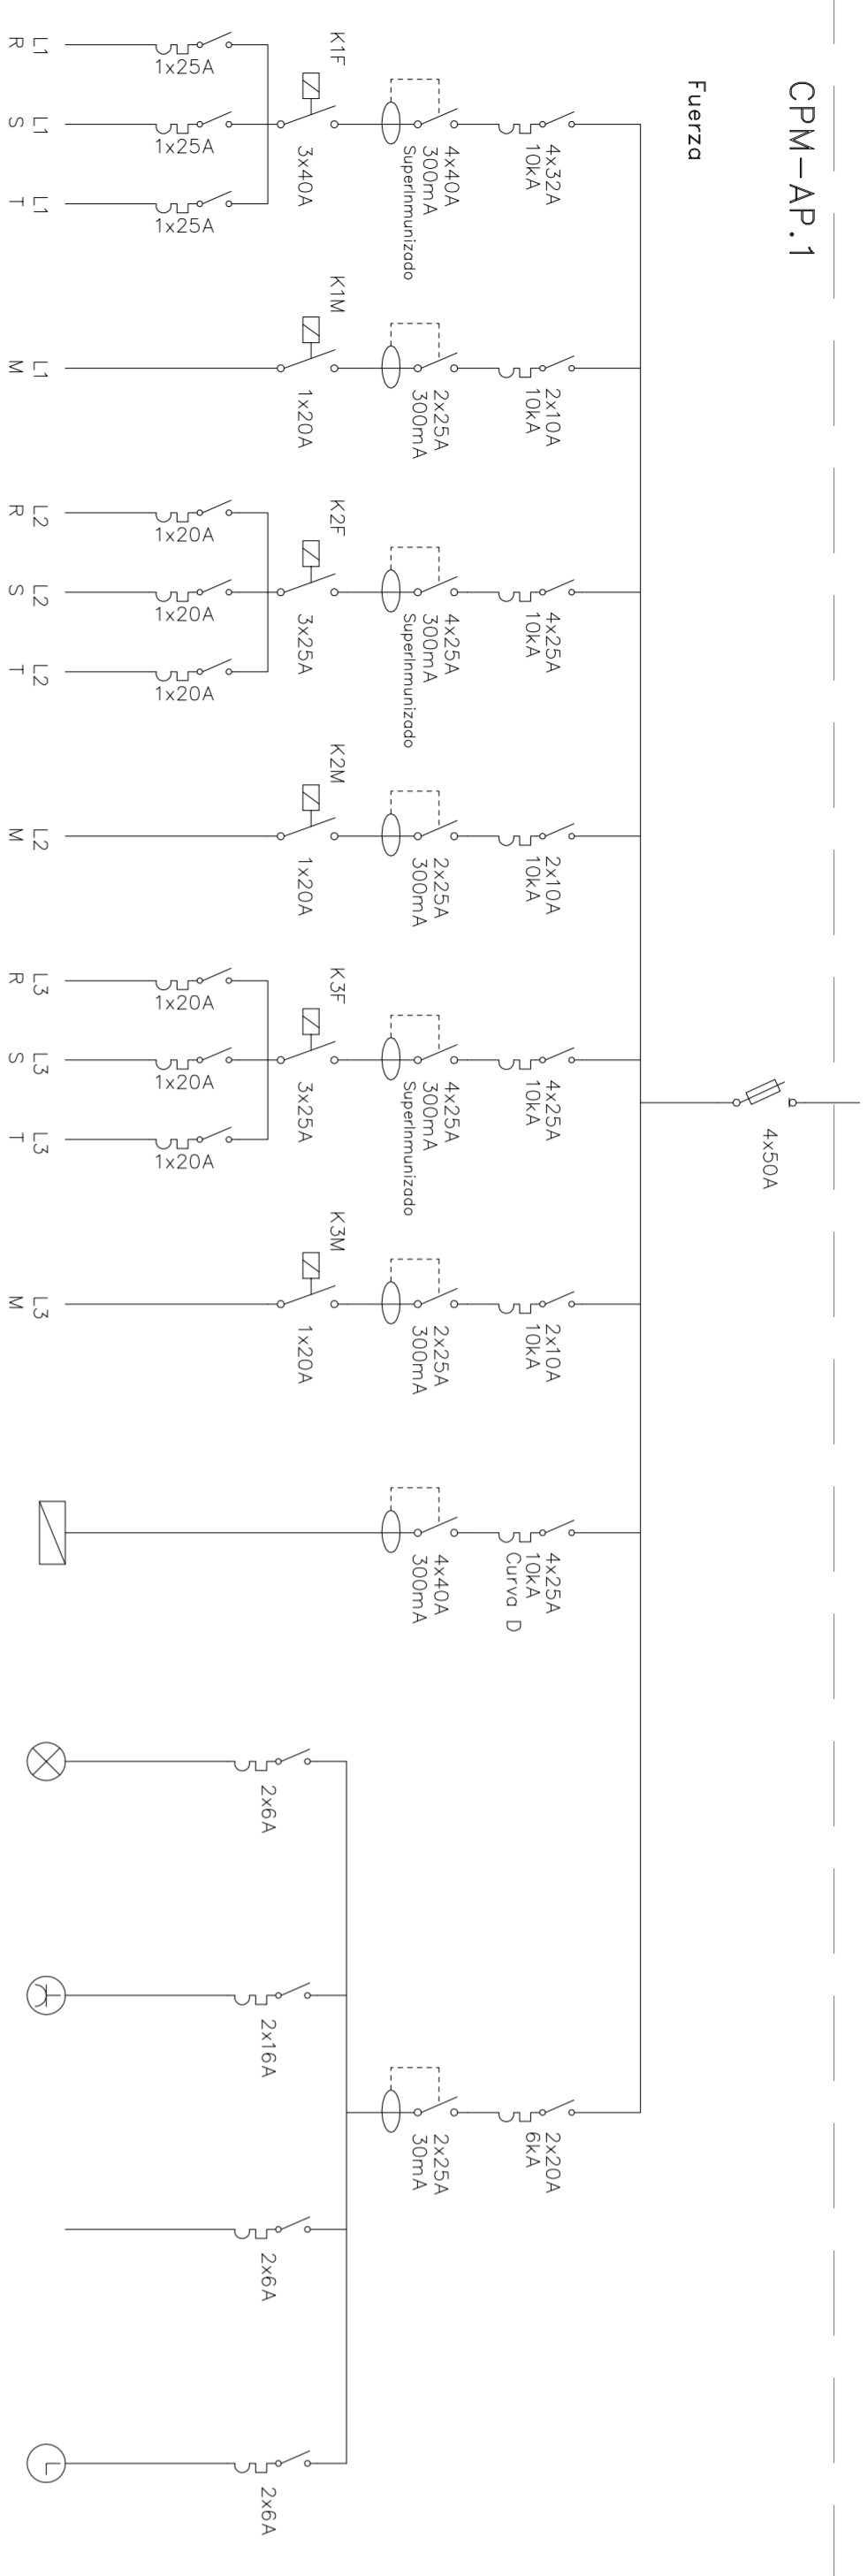 CPM-AP.1
Fuerza
4x50A
4x32A
10kA
2x10A
10kA
4x25A
10kA
2x10A
10kA
4x25A
10kA
2x10A
10kA
4x25A
10kA
Curva D
2x20A
6kA
4x40A
300mA
SuperInmunizado
2x25A
300mA
4x25A
300mA
SuperInmunizado
2x25A
300mA
4x25A
300mA
SuperInmunizado
2x25A
300mA
4x40A
300mA
2x25A
30mA
K1F
K1M
K2F
K2M
K3F
K3M
3x40A
1x20A
3x25A
1x20A
3x25A
1x20A
2x6A
2x16A
2x6A
2x6A
1x25A
1x25A
1x25A
1x20A
1x20A
1x20A
1x20A
1x20A
1x20A
L1
L1
L1
L1
L2
L2
L2
L2
L3
L3
L3
L3
R
S
T
M
R
S
T
M
R
S
T
M
L